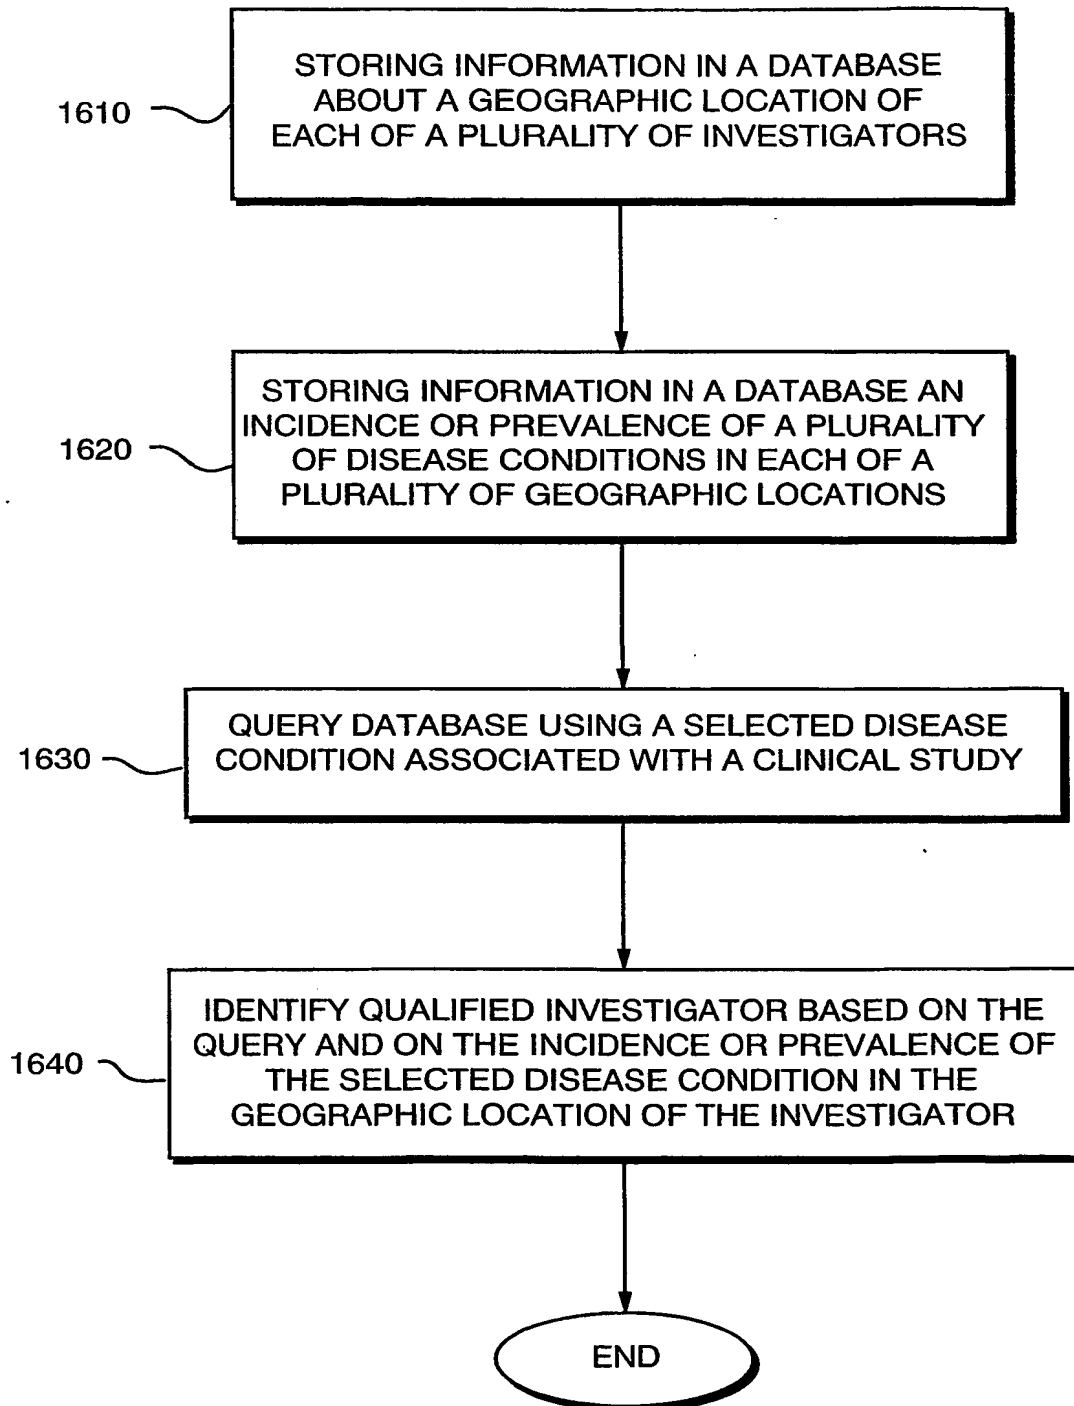 STORING INFORMATION IN A DATABASE
ABOUT A GEOGRAPHIC LOCATION OF
EACH OF A PLURALITY OF INVESTIGATORS
1610
STORING INFORMATION IN A DATABASE AN
INCIDENCE OR PREVALENCE OF A PLURALITY
OF DISEASE CONDITIONS IN EACH OF A
PLURALITY OF GEOGRAPHIC LOCATIONS
1620
QUERY DATABASE USING A SELECTED DISEASE
CONDITION ASSOCIATED WITH A CLINICAL STUDY
1630
IDENTIFY QUALIFIED INVESTIGATOR BASED ON THE
QUERY AND ON THE INCIDENCE OR PREVALENCE OF
THE SELECTED DISEASE CONDITION IN THE
GEOGRAPHIC LOCATION OF THE INVESTIGATOR
1640
END